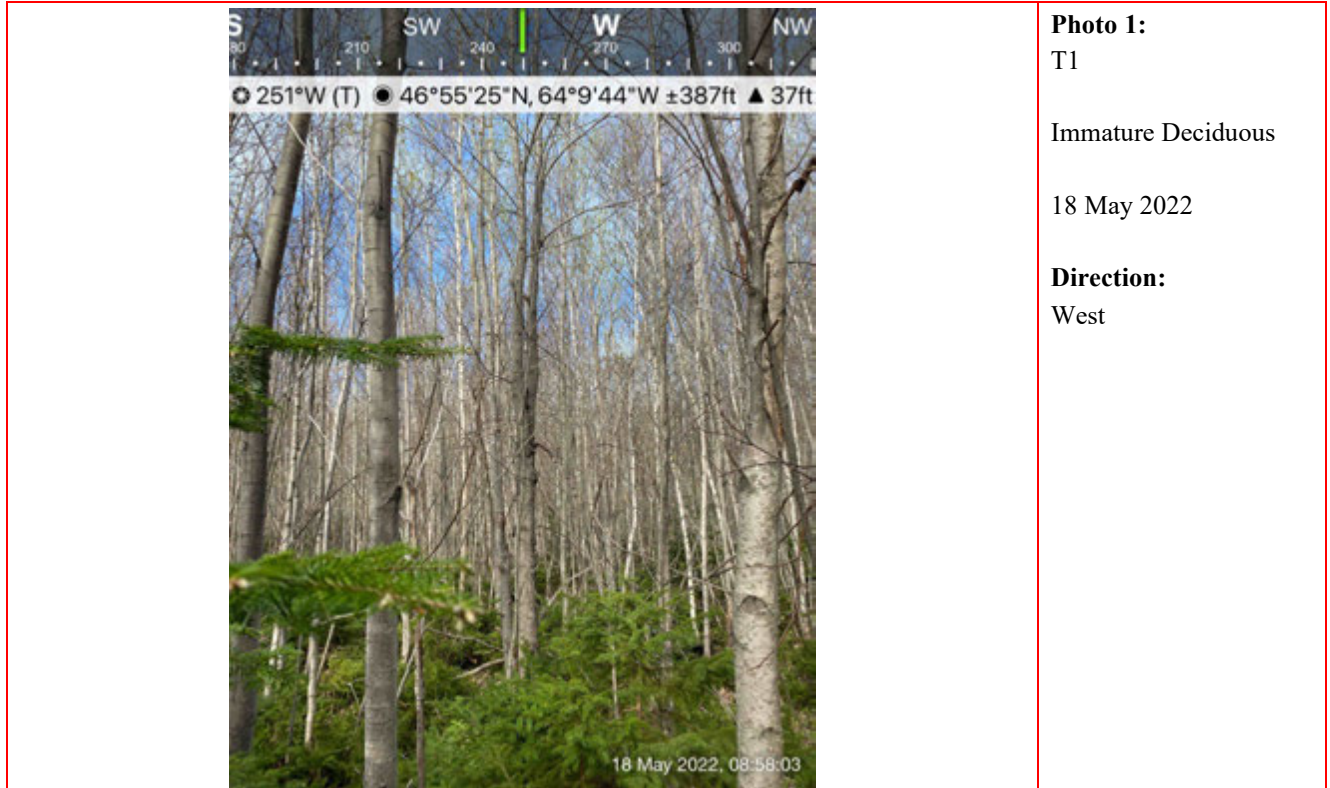 S SW W NW
180 210 240 270 300
251°W (T) 46°55'25"N, 64°9'44"W ±387ft ▲ 37ft
18 May 2022, 08:58:03
Photo 1:
T1
Immature Deciduous
18 May 2022
Direction:
West